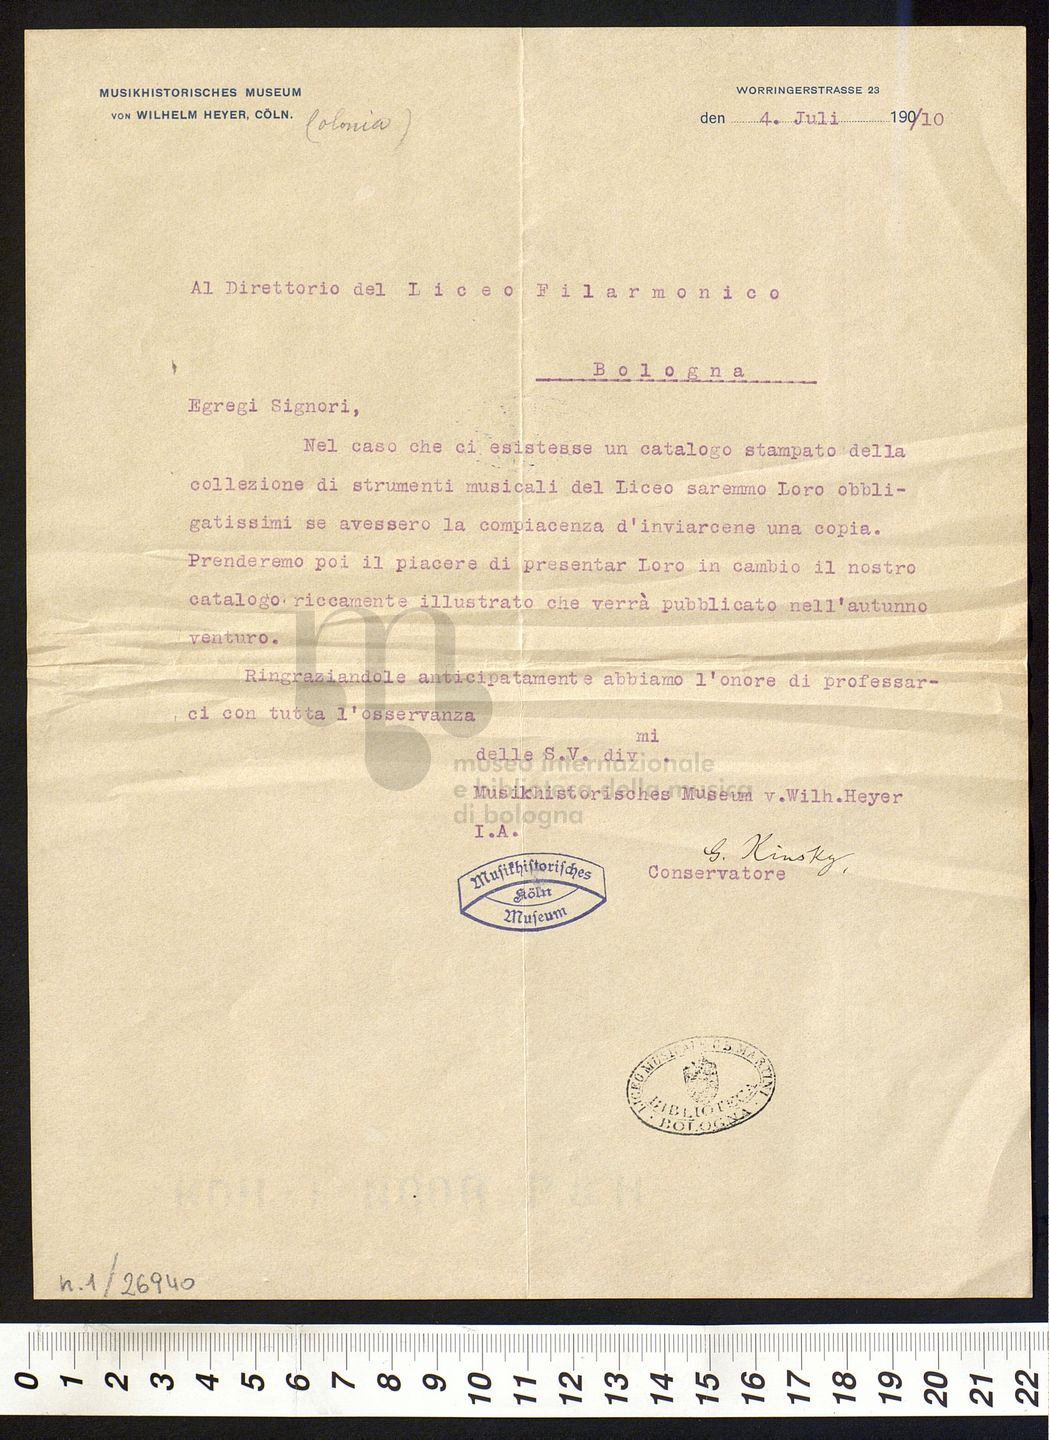 MUSIKHISTORISCHES MUSEUM
VON WILHELM HEYER, CÖLN.
(olonia)
WORRINGERSTRASSE 23
den 4. Juli 190/10
Al Direttorio del Liceo Filarmonico
Bologna
Egregi Signori,
Nel caso che ci esistesse un catalogo stampato della
collezione di strumenti musicali del Liceo saremmo Loro obbli-
gatissimi se avessero la compiacenza d'inviarcene una copia.
Prenderemo poi il piacere di presentar Loro in cambio il nostro
catalogo riccamente illustrato che verrà pubblicato nell'autunno
venturo.
Ringraziandole anticipatamente abbiamo l'onore di professar-
ci con tutta l'osservanza
delle S.V. div mi.
museo internazionale
e biblioteca della musica
di bologna
Musikhistorisches Museum v.Wilh.Heyer
I.A.
G. Kinsky,
Conservatore
Musikhistorisches
Köln
Museum
LICEO MUSICALE G.B. MARTINI
BIBLIOTECA
BOLOGNA
n.1/26940
0 1 2 3 4 5 6 7 8 9 10 11 12 13 14 15 16 17 18 19 20 21 22